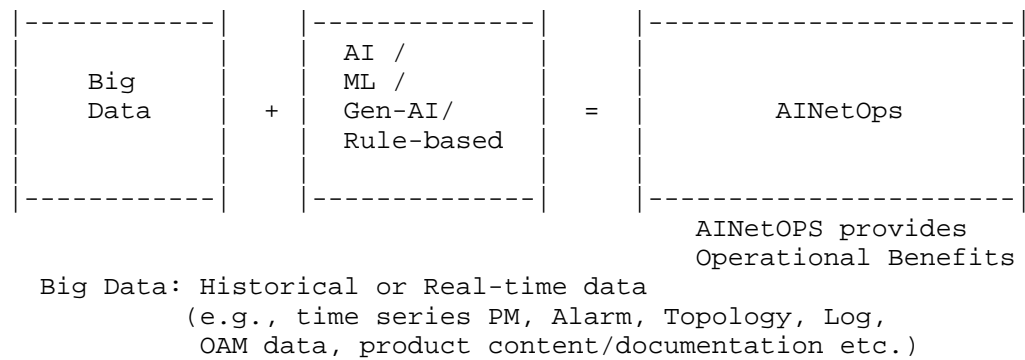 |------------|    |--------------|     |-----------------------|
|            |    |  AI /        |     |                       |
|    Big     |    |  ML /        |     |                       |
|    Data    |  + |  Gen-AI/     |  =  |        AINetOps       |
|            |    |  Rule-based  |     |                       |
|            |    |              |     |                       |
|------------|    |--------------|     |-----------------------|
AINetOPS provides
Operational Benefits
Big Data: Historical or Real-time data
(e.g., time series PM, Alarm, Topology, Log,
OAM data, product content/documentation etc.)